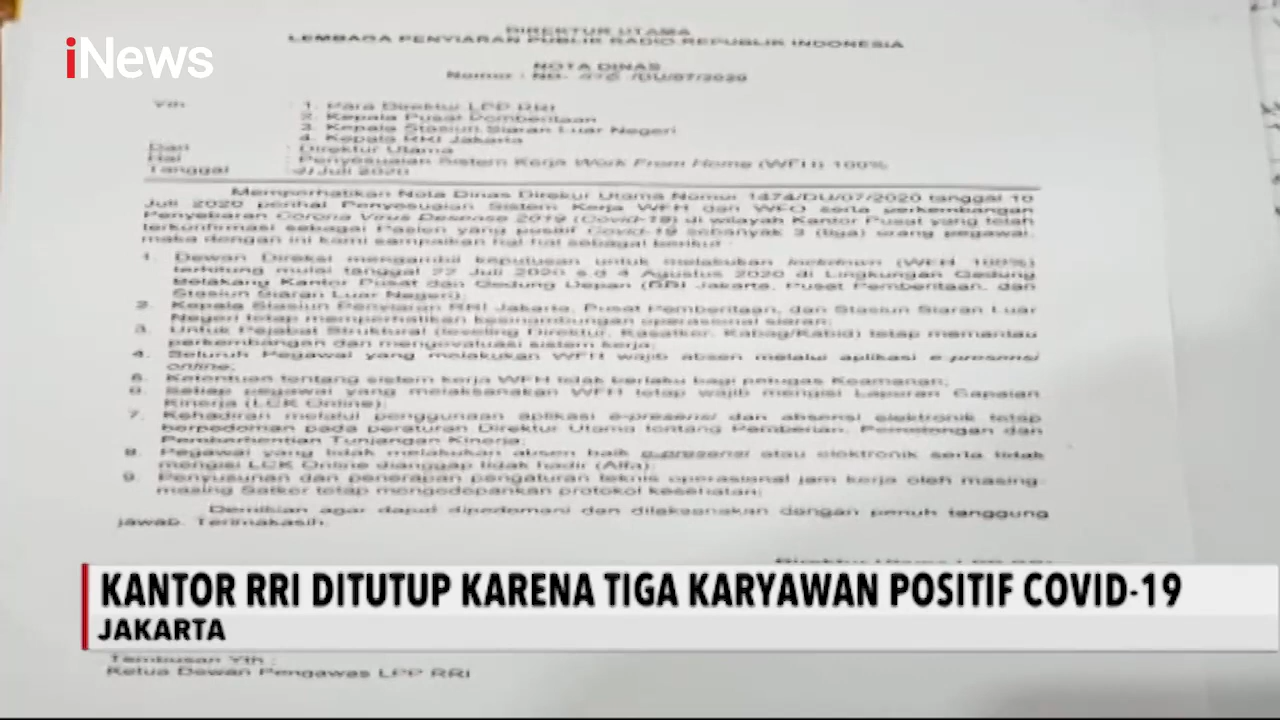 iNews
DIREKTUR UTAMA
LEMBAGA PENYIARAN PUBLIK RADIO REPUBLIK INDONESIA
NOTA DINAS
Nomor : ND- /DU/07/2020
Yth : 1. Para Direktur LPP RRI
2. Kepala Pusat Pemberitaan
3. Kepala Stasiun Siaran Luar Negeri
4. Kepala RRI Jakarta
Dari : Direktur Utama
Hal : Penyesuaian Sistem Kerja Work From Home (WFH) 100%
Tanggal : Juli 2020
Memperhatikan Nota Dinas Direkur Utama Nomor 1474/DU/07/2020 tanggal 10
Juli 2020 perihal Penyesuaian Sistem Kerja WFH dan WFO serta perkembangan
Penyebaran Corona Virus Desease 2019 (Covid-19) di wilayah Kantor Pusat yang telah
terkonfirmasi sebagai Pasien yang positif Covid-19 sebanyak 3 (tiga) orang pegawai,
maka dengan ini kami sampaikan hal hal sebagai berikut :
1. Dewan Direksi mengambil keputusan untuk melakukan lockdown (WFH 100%)
terhitung mulai tanggal 22 Juli 2020 s.d 4 Agustus 2020 di Lingkungan Gedung
Belakang Kantor Pusat dan Gedung Depan (RRI Jakarta, Pusat Pemberitaan, dan
Stasiun Siaran Luar Negeri);
2. Kepala Stasiun Penyiaran RRI Jakarta, Pusat Pemberitaan, dan Stasiun Siaran Luar
Negeri tetap memperhatikan kesinambungan operasional siaran;
3. Untuk Pejabat Struktural (leveling Direktur, Kasatker, Kabag/Kabid) tetap memantau
perkembangan dan mengevaluasi sistem kerja;
4. Seluruh Pegawai yang melakukan WFH wajib absen melalui aplikasi e-presensi
online;
5. Ketentuan tentang sistem kerja WFH tidak berlaku bagi petugas Keamanan;
6. Setiap pegawai yang melaksanakan WFH tetap wajib mengisi Laporan Capaian
Kinerja (LCK Online);
7. Kehadiran melalui penggunaan aplikasi e-presensi dan absensi elektronik tetap
berpedoman pada peraturan Direktur Utama tentang Pemberian, Pemotongan dan
Pemberhentian Tunjangan Kinerja;
8. Pegawai yang tidak melakukan absen baik e-presensi atau elektronik serta tidak
mengisi LCK Online dianggap tidak hadir (Alfa);
9. Penyusunan dan penerapan pengaturan teknis operasional jam kerja oleh masing-
masing Satker tetap mengedepankan protokol kesehatan;
Demikian agar dapat dipedomani dan dilaksanakan dengan penuh tanggung
jawab. Terimakasih.
KANTOR RRI DITUTUP KARENA TIGA KARYAWAN POSITIF COVID-19
JAKARTA
Tembusan Yth :
Ketua Dewan Pengawas LPP RRI